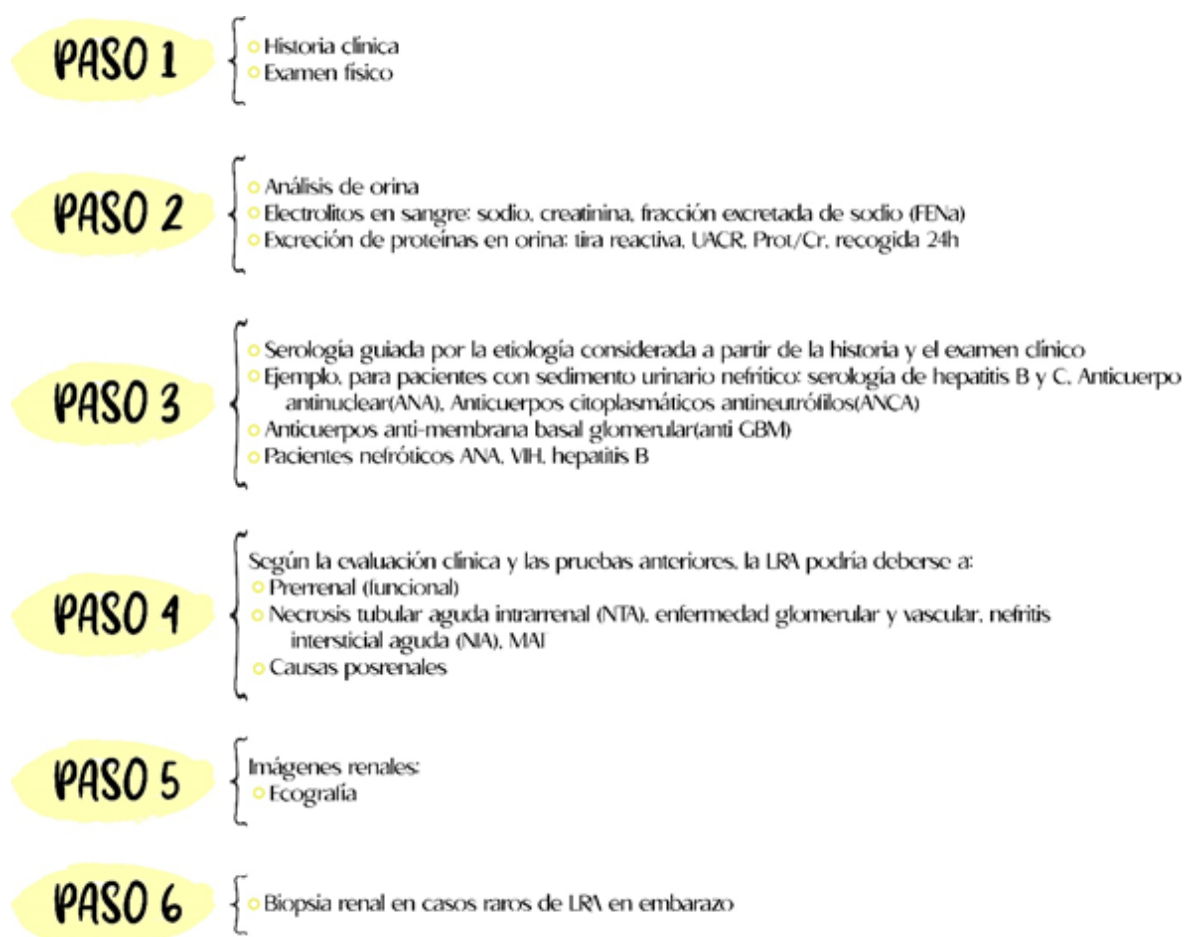 PASO 1
Historia clínica
Examen físico
PASO 2
Análisis de orina
Electrolitos en sangre: sodio, creatinina, fracción excretada de sodio (FENa)
Excreción de proteínas en orina: tira reactiva, UACR, Prot/Cr, recogida 24h
PASO 3
Serología guiada por la etiología considerada a partir de la historia y el examen clínico
Ejemplo, para pacientes con sedimento urinario nefrítico: serología de hepatitis B y C, Anticuerpo
antinuclear(ANA), Anticuerpos citoplasmáticos antineutrófilos(ANCA)
Anticuerpos anti-membrana basal glomerular(anti GBM)
Pacientes nefróticos ANA, VIH, hepatitis B
PASO 4
Según la evaluación clínica y las pruebas anteriores, la LRA podría deberse a:
Prerrenal (funcional)
Necrosis tubular aguda intrarrenal (NTA), enfermedad glomerular y vascular, nefritis
intersticial aguda (NIA), MAT
Causas posrenales
PASO 5
Imágenes renales:
Ecografía
PASO 6
Biopsia renal en casos raros de LRA en embarazo